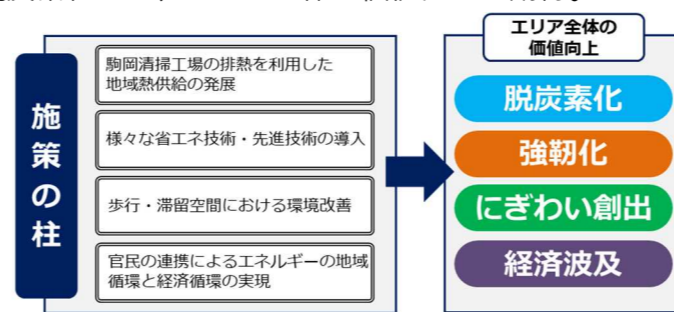 施策の柱
駒岡清掃工場の排熱を利用した
地域熱供給の発展
様々な省エネ技術・先進技術の導入
歩行・滞留空間における環境改善
官民の連携によるエネルギーの地域
循環と経済循環の実現
エリア全体の
価値向上
脱炭素化
強靭化
にぎわい創出
経済波及